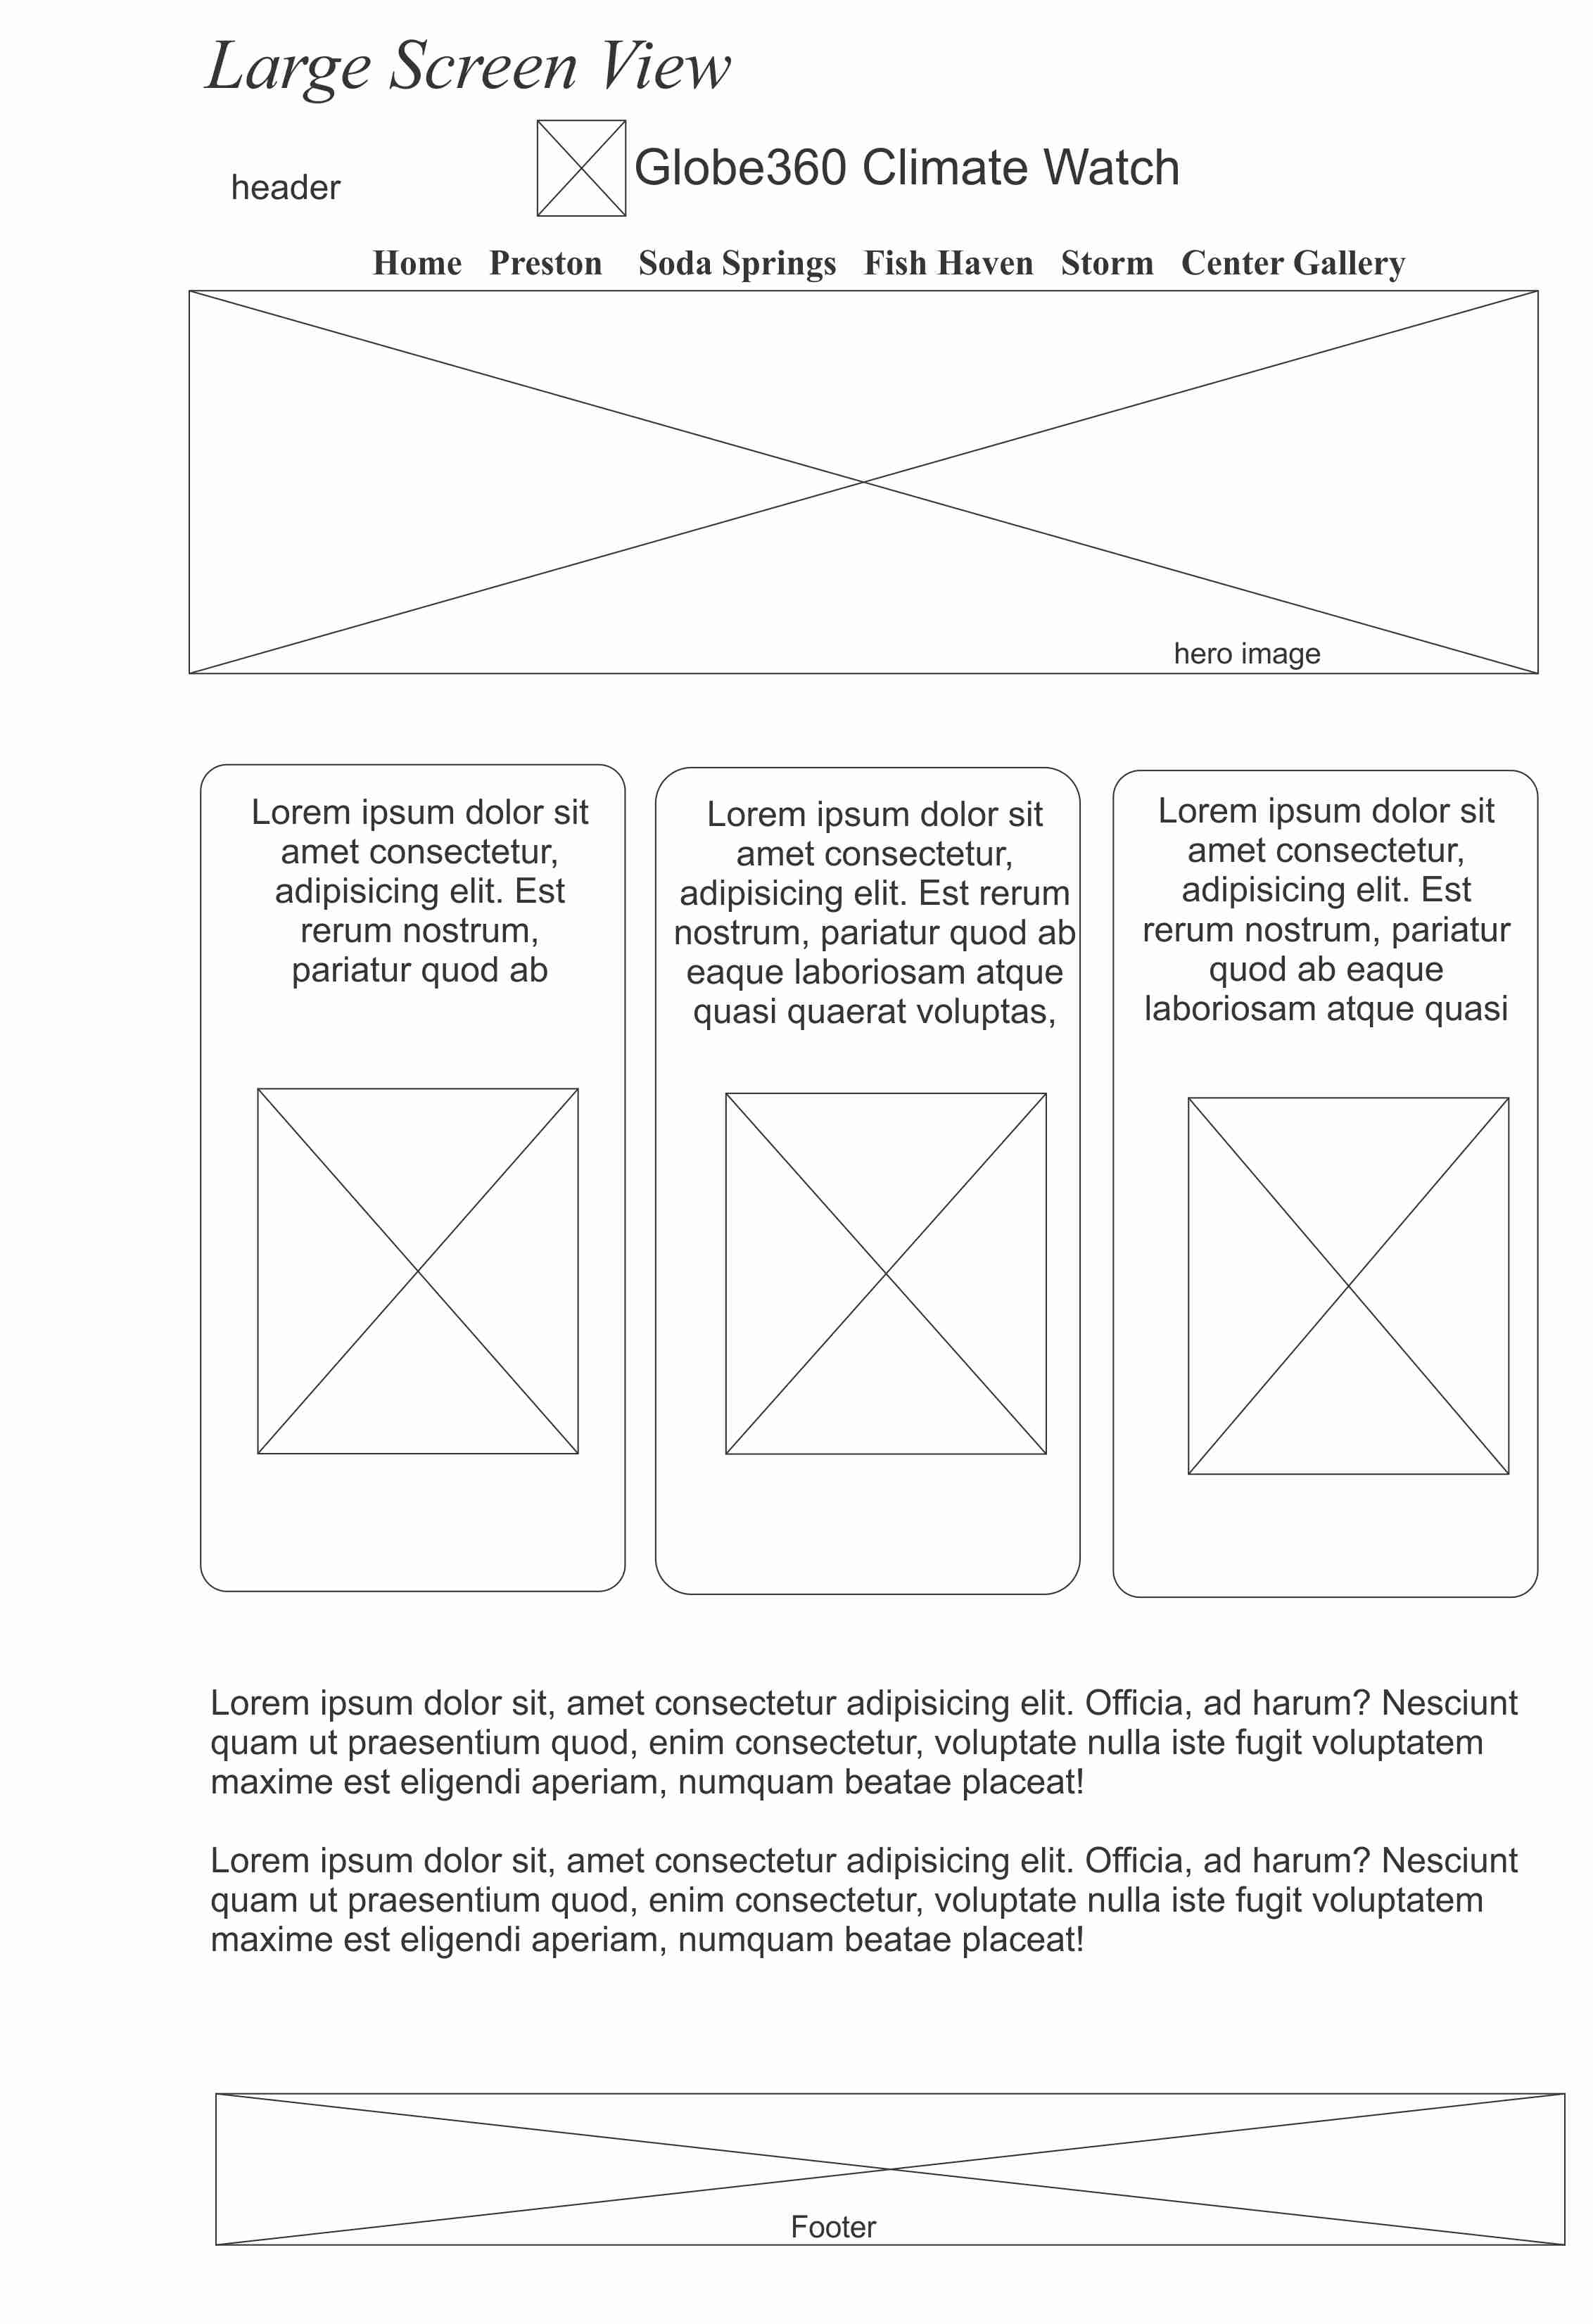 Large Screen View
header
Globe360 Climate Watch
Home Preston Soda Springs Fish Haven Storm Center Gallery
hero image
Lorem ipsum dolor sit
amet consectetur,
adipisicing elit. Est
rerum nostrum,
pariatur quod ab
Lorem ipsum dolor sit
amet consectetur,
adipisicing elit. Est rerum
nostrum, pariatur quod ab
eaque laboriosam atque
quasi quaerat voluptas,
Lorem ipsum dolor sit
amet consectetur,
adipisicing elit. Est
rerum nostrum, pariatur
quod ab eaque
laboriosam atque quasi
Lorem ipsum dolor sit, amet consectetur adipisicing elit. Officia, ad harum? Nesciunt
quam ut praesentium quod, enim consectetur, voluptate nulla iste fugit voluptatem
maxime est eligendi aperiam, numquam beatae placeat!
Lorem ipsum dolor sit, amet consectetur adipisicing elit. Officia, ad harum? Nesciunt
quam ut praesentium quod, enim consectetur, voluptate nulla iste fugit voluptatem
maxime est eligendi aperiam, numquam beatae placeat!
Footer